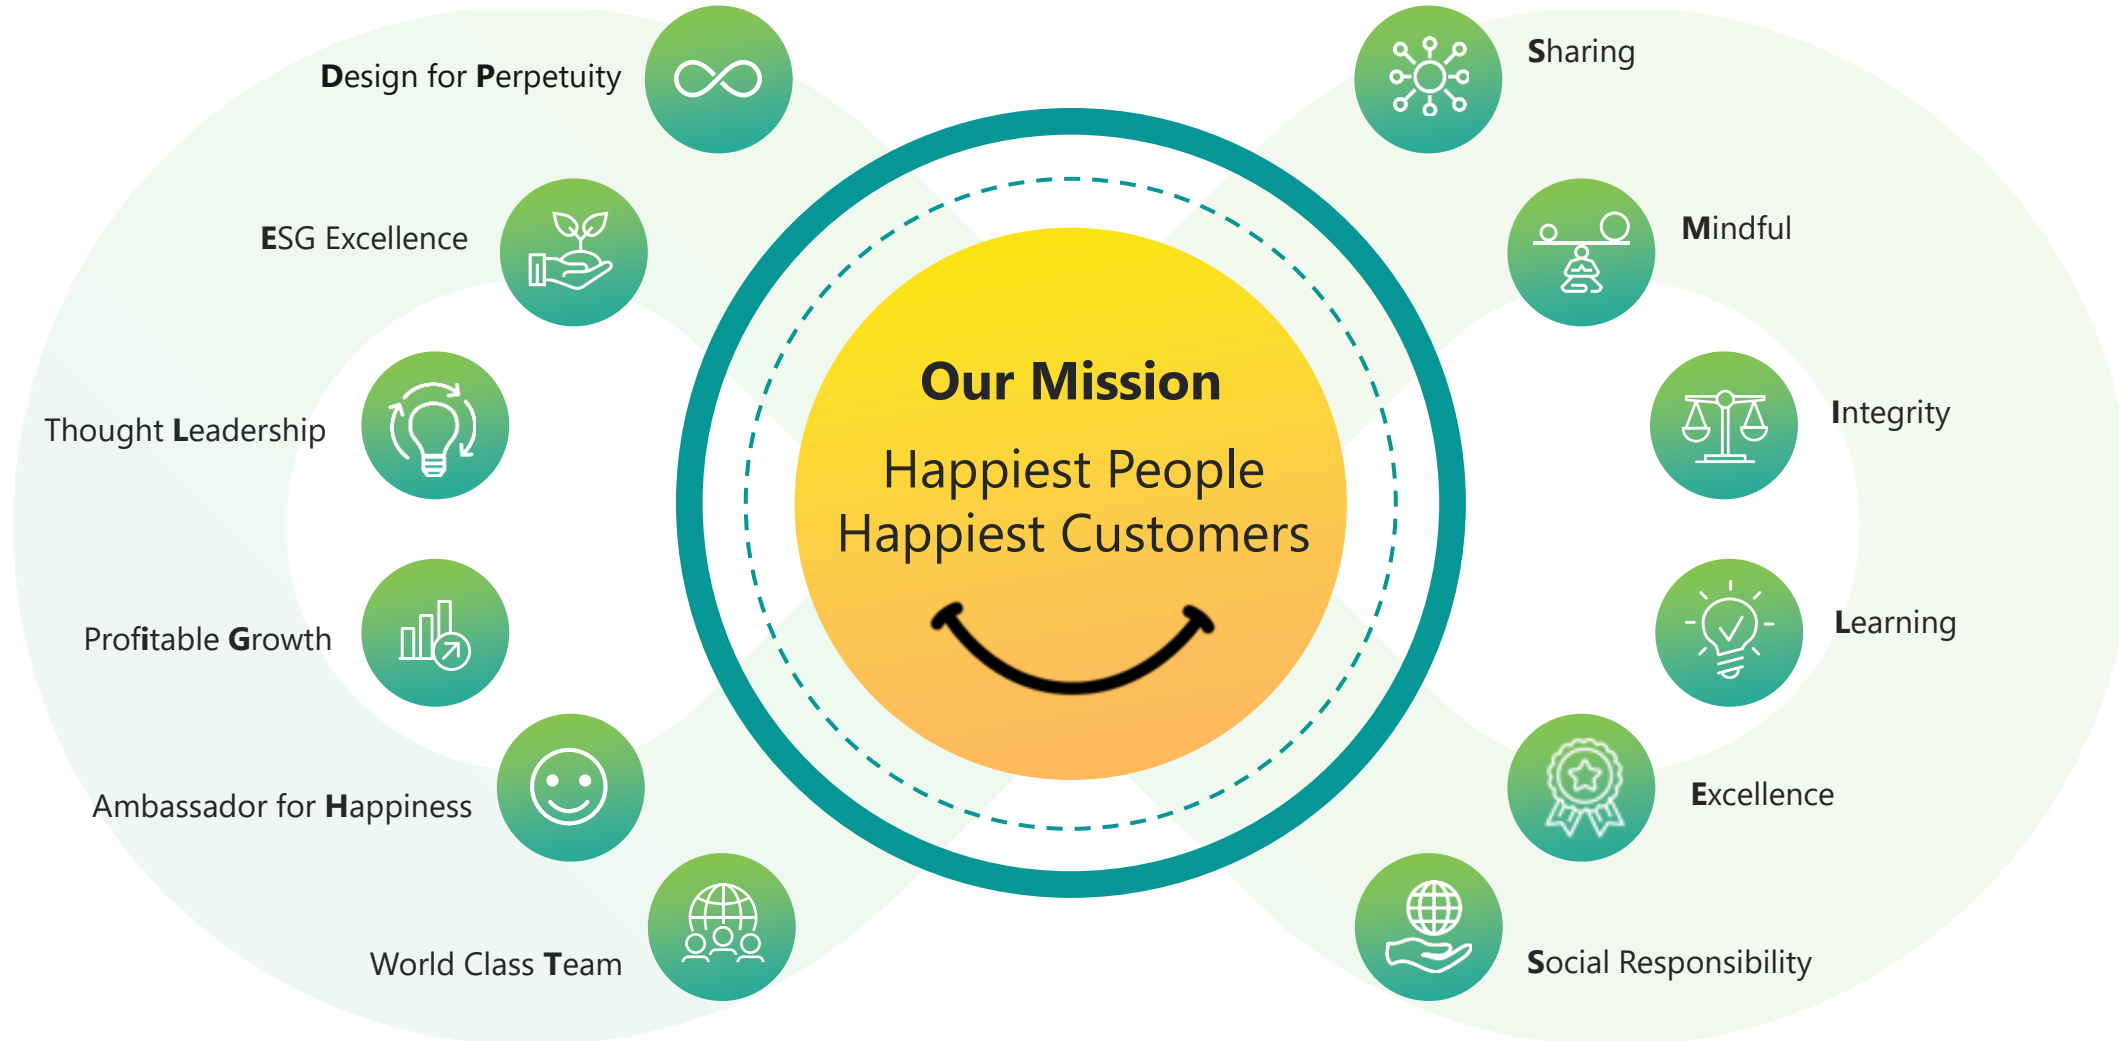 Design for Perpetuity
ESG Excellence
Thought Leadership
Profitable Growth
Ambassador for Happiness
World Class Team
Our Mission
Happiest People
Happiest Customers
Sharing
Mindful
Integrity
Learning
Excellence
Social Responsibility